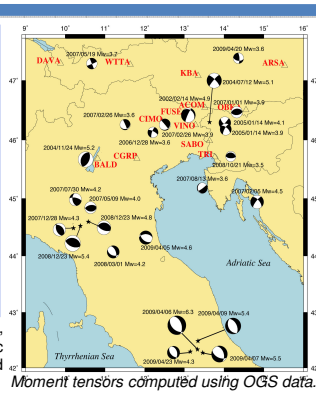 9° 10° 11° 12° 13° 14° 15° 16°
2007/05/19 Mw=3.7
2009/04/20 Mw=3.6
DAVA
WTTA
ARSA
KBA
47°
47°
2004/07/12 Mw=5.1
2002/02/14 Mw=4.9
ACOM
2007/01/01 Mw=3.9
FUSE
OBV
2007/02/26 Mw=3.6
CIMO
VINO
2005/01/14 Mw=4.1
2007/02/26 Mw=3.9
2005/01/14 Mw=3.9
46°
46°
2006/12/28 Mw=3.6
SABO
2004/11/24 Mw=5.2
CGRP
TRI
BALD
2008/10/21 Mw=3.5
2007/08/13 Mw=3.6
2007/07/30 Mw=4.2
2007/02/05 Mw=4.5
45°
45°
2007/05/09 Mw=4.0
2007/12/28 Mw=4.3
2008/12/23 Mw=4.8
2008/12/23 Mw=5.4
2009/04/05 Mw=4.6
44°
2008/03/01 Mw=4.2
Adriatic Sea
43°
43°
2009/04/06 Mw=6.3
2009/04/09 Mw=5.4
Thyrrhenian Sea
2009/04/23 Mw=4.3
2009/04/07 Mw=5.5
42°
42°
Moment tensors computed using OGS data.